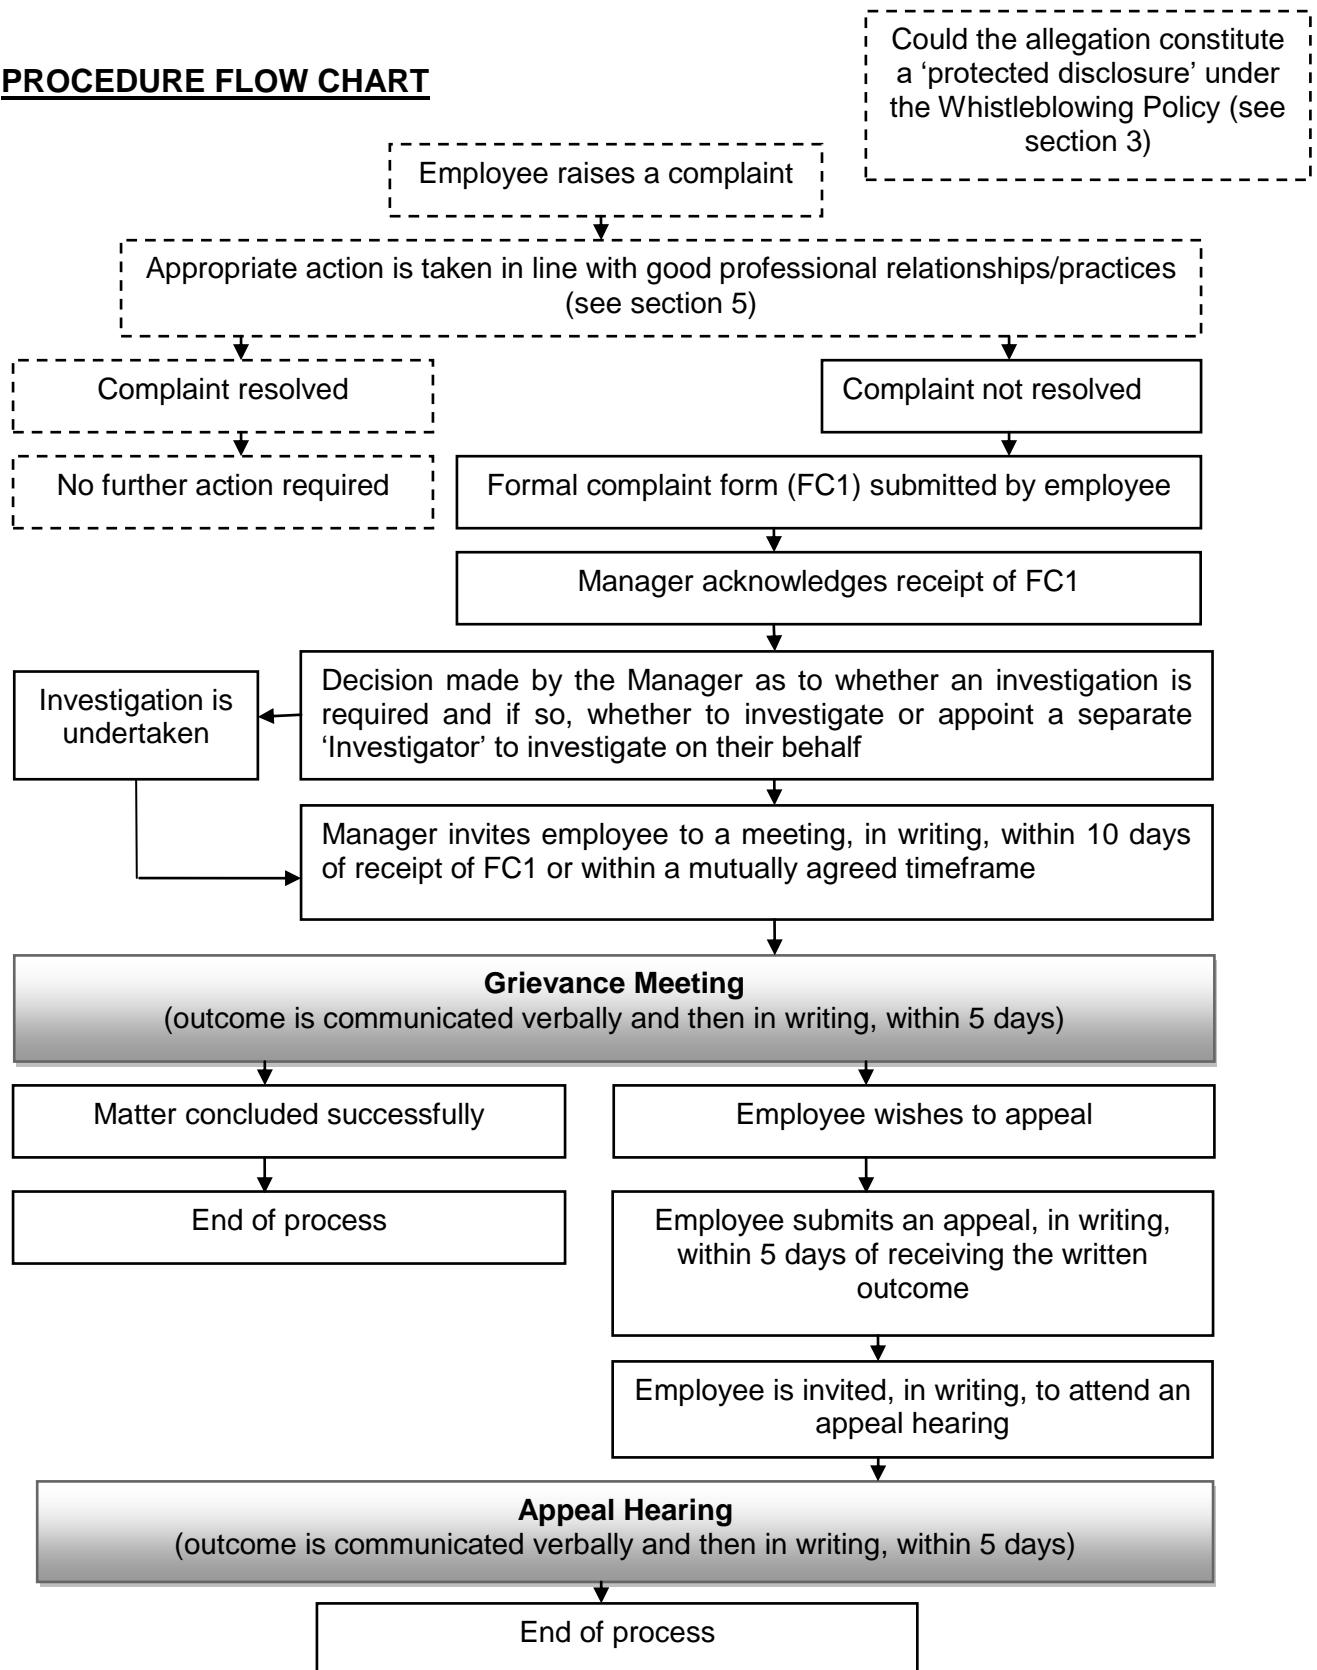 Could the allegation constitute
a ‘protected disclosure’ under
the Whistleblowing Policy (see
section 3)
PROCEDURE FLOW CHART
Employee raises a complaint
Appropriate action is taken in line with good professional relationships/practices
(see section 5)
Complaint resolved
Complaint not resolved
No further action required
Formal complaint form (FC1) submitted by employee
Manager acknowledges receipt of FC1
Investigation is
undertaken
Decision made by the Manager as to whether an investigation is
required and if so, whether to investigate or appoint a separate
‘Investigator’ to investigate on their behalf
Manager invites employee to a meeting, in writing, within 10 days
of receipt of FC1 or within a mutually agreed timeframe
Grievance Meeting
(outcome is communicated verbally and then in writing, within 5 days)
Matter concluded successfully
Employee wishes to appeal
End of process
Employee submits an appeal, in writing,
within 5 days of receiving the written
outcome
Employee is invited, in writing, to attend an
appeal hearing
Appeal Hearing
(outcome is communicated verbally and then in writing, within 5 days)
End of process